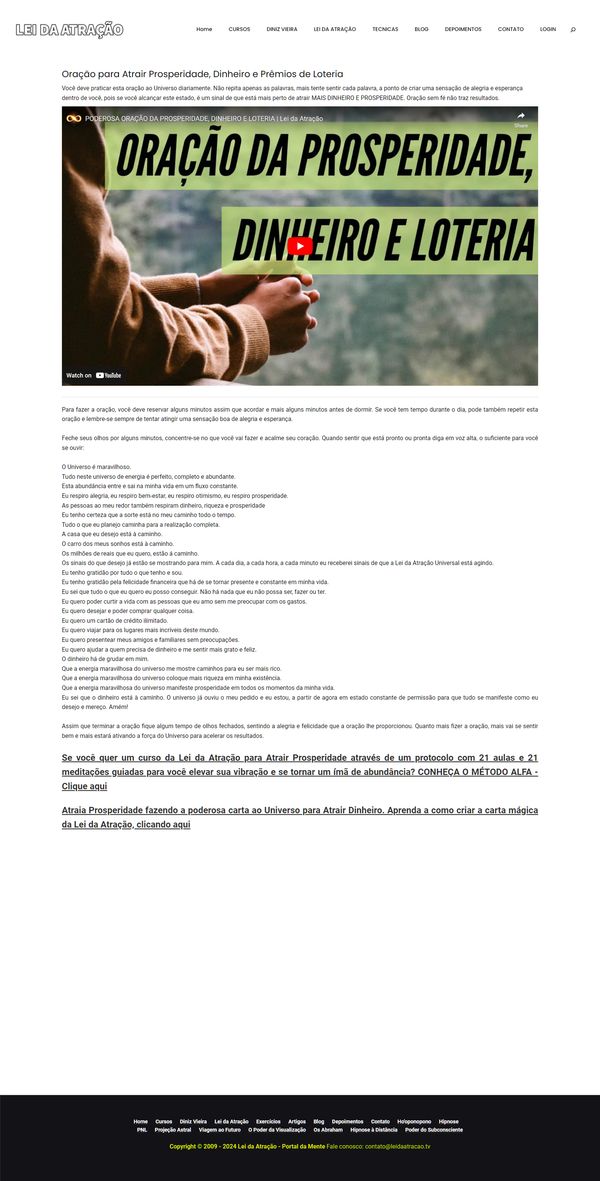 LEI DA ATRAÇÃO
Home CURSOS DINIZ VIEIRA LEI DA ATRAÇÃO TECNICAS BLOG DEPOIMENTOS CONTATO LOGIN
Oração para Atrair Prosperidade, Dinheiro e Prêmios de Loteria
Você deve praticar esta oração ao Universo diariamente. Não repita apenas as palavras, mais tente sentir cada palavra, a ponto de criar uma sensação de alegria e esperança
dentro de você, pois se você alcançar este estado, é um sinal de que está mais perto de atrair MAIS DINHEIRO E PROSPERIDADE. Oração sem fé não traz resultados.
PODEROSA ORAÇÃO DA PROSPERIDADE, DINHEIRO E LOTERIA | Lei da Atração
Share
ORAÇÃO DA PROSPERIDADE,
DINHEIRO E LOTERIA
Watch on YouTube
Para fazer a oração, você deve reservar alguns minutos assim que acordar e mais alguns minutos antes de dormir. Se você tem tempo durante o dia, pode também repetir esta
oração e lembre-se sempre de tentar atingir uma sensação boa de alegria e esperança.
Feche seus olhos por alguns minutos, concentre-se no que você vai fazer e acalme seu coração. Quando sentir que está pronto ou pronta diga em voz alta, o suficiente para você
se ouvir:
O Universo é maravilhoso.
Tudo neste universo de energia é perfeito, completo e abundante.
Esta abundância entre e sai na minha vida em um fluxo constante.
Eu respiro alegria, eu respiro bem-estar, eu respiro otimismo, eu respiro prosperidade.
As pessoas ao meu redor também respiram dinheiro, riqueza e prosperidade
Eu tenho certeza que a sorte está no meu caminho todo o tempo.
Tudo o que eu planejo caminha para a realização completa.
A casa que eu desejo está à caminho.
O carro dos meus sonhos está à caminho.
Os milhões de reais que eu quero, estão à caminho.
Os sinais do que desejo já estão se mostrando para mim. A cada dia, a cada hora, a cada minuto eu receberei sinais de que a Lei da Atração Universal está agindo.
Eu tenho gratidão por tudo o que tenho e sou.
Eu tenho gratidão pela felicidade financeira que há de se tornar presente e constante em minha vida.
Eu sei que tudo o que eu quero eu posso conseguir. Não há nada que eu não possa ser, fazer ou ter.
Eu quero poder curtir a vida com as pessoas que eu amo sem me preocupar com os gastos.
Eu quero desejar e poder comprar qualquer coisa.
Eu quero um cartão de crédito ilimitado.
Eu quero viajar para os lugares mais incríveis deste mundo.
Eu quero presentear meus amigos e familiares sem preocupações.
Eu quero ajudar a quem precisa de dinheiro e me sentir mais grato e feliz.
O dinheiro há de grudar em mim.
Que a energia maravilhosa do universo me mostre caminhos para eu ser mais rico.
Que a energia maravilhosa do universo coloque mais riqueza em minha existência.
Que a energia maravilhosa do universo manifeste prosperidade em todos os momentos da minha vida.
Eu sei que o dinheiro está à caminho. O universo já ouviu o meu pedido e eu estou, a partir de agora em estado constante de permissão para que tudo se manifeste como eu
desejo e mereço. Amém!
Assim que terminar a oração fique algum tempo de olhos fechados, sentindo a alegria e felicidade que a oração lhe proporcionou. Quanto mais fizer a oração, mais vai se sentir
bem e mais estará ativando a força do Universo para acelerar os resultados.
Se você quer um curso da Lei da Atração para Atrair Prosperidade através de um protocolo com 21 aulas e 21
meditações guiadas para você elevar sua vibração e se tornar um ímã de abundância? CONHEÇA O MÉTODO ALFA -
Clique aqui
Atraia Prosperidade fazendo a poderosa carta ao Universo para Atrair Dinheiro. Aprenda a como criar a carta mágica
da Lei da Atração, clicando aqui
Home Cursos Diniz Vieira Lei da Atração Exercícios Artigos Blog Depoimentos Contato Ho'oponopono Hipnose
PNL Projeção Astral Viagem ao Futuro O Poder da Visualização Os Abraham Hipnose à Distância Poder do Subconsciente
Copyright © 2009 - 2024 Lei da Atração - Portal da Mente Fale conosco: contato@leidaatracao.tv